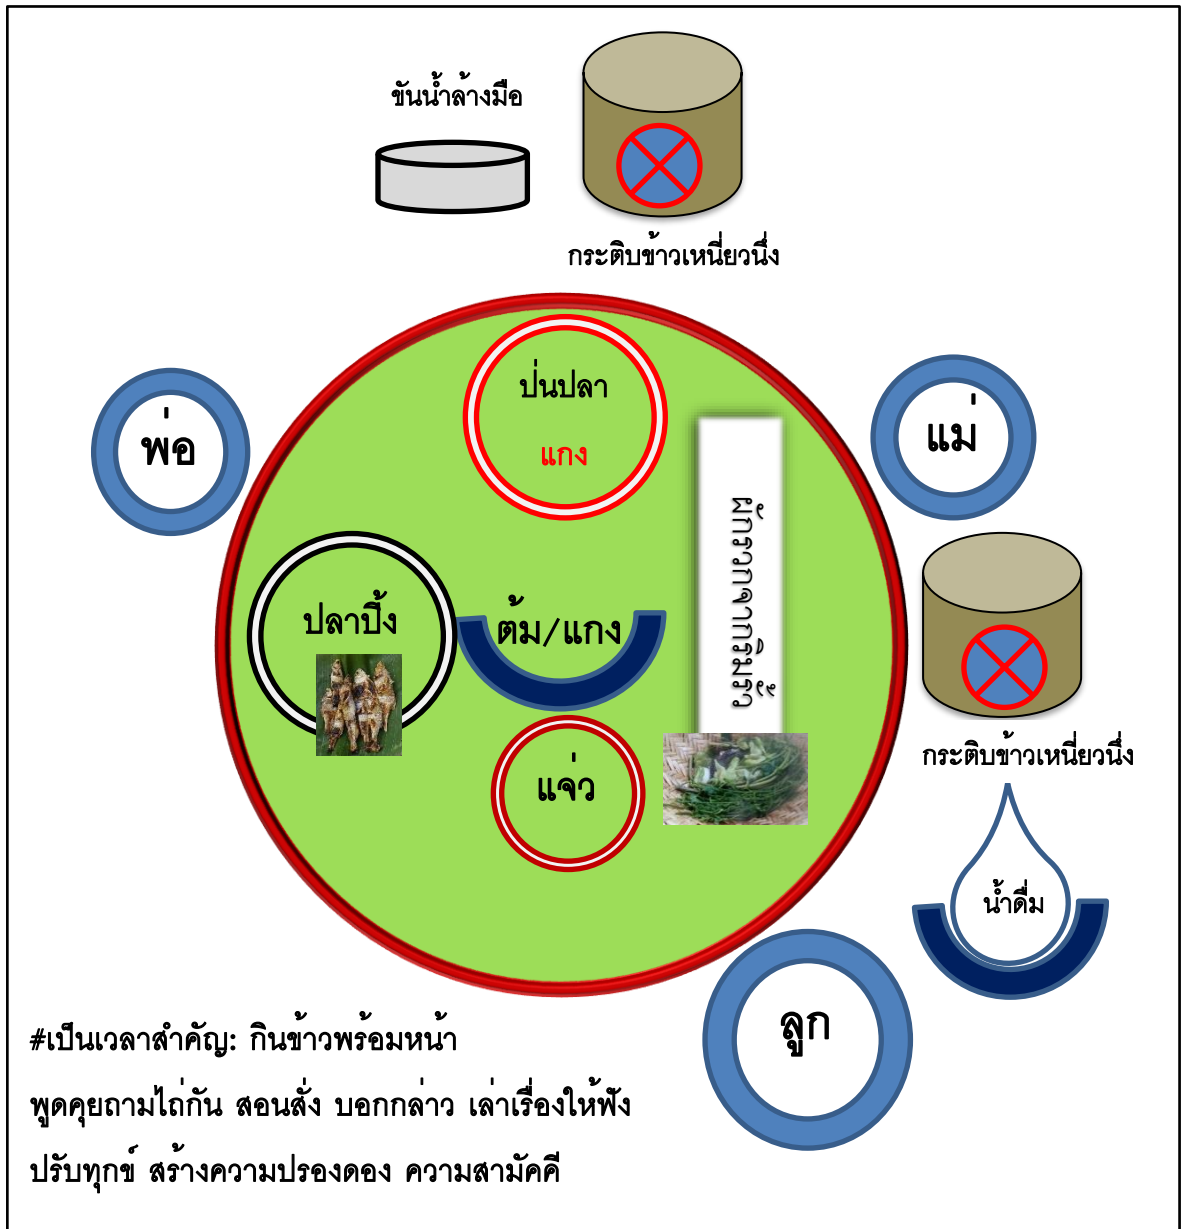 ขันน้ำล้างมือ
กระติบข้าวเหนี่ยวนึ่ง
ป่นปลา
แกง
พ่อ
แม่
ผักรวกจากริมรั้ว
ปลาปิ้ง
ต้ม/แกง
แจ่ว
กระติบข้าวเหนี่ยวนึ่ง
น้ำดื่ม
ลูก
#เป็นเวลาสำคัญ: กินข้าวพร้อมหน้า
พูดคุยถามไถ่กัน สอนสั่ง บอกกล่าว เล่าเรื่องให้ฟัง
ปรับทุกข์ สร้างความปรองดอง ความสามัคคี